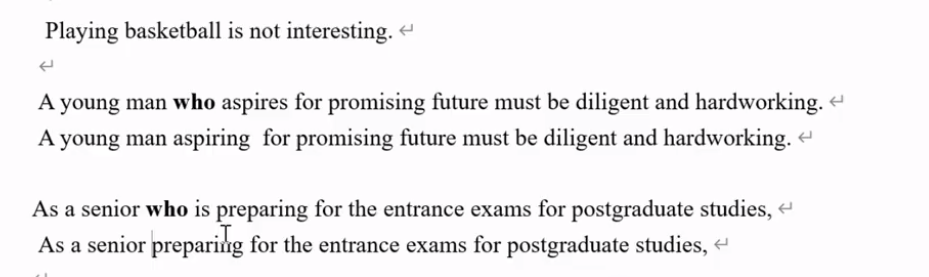 Playing basketball is not interesting. ↵
↵
A young man who aspires for promising future must be diligent and hardworking. ↵
A young man aspiring for promising future must be diligent and hardworking. ↵
As a senior who is preparing for the entrance exams for postgraduate studies, ↵
As a senior preparing for the entrance exams for postgraduate studies, ↵